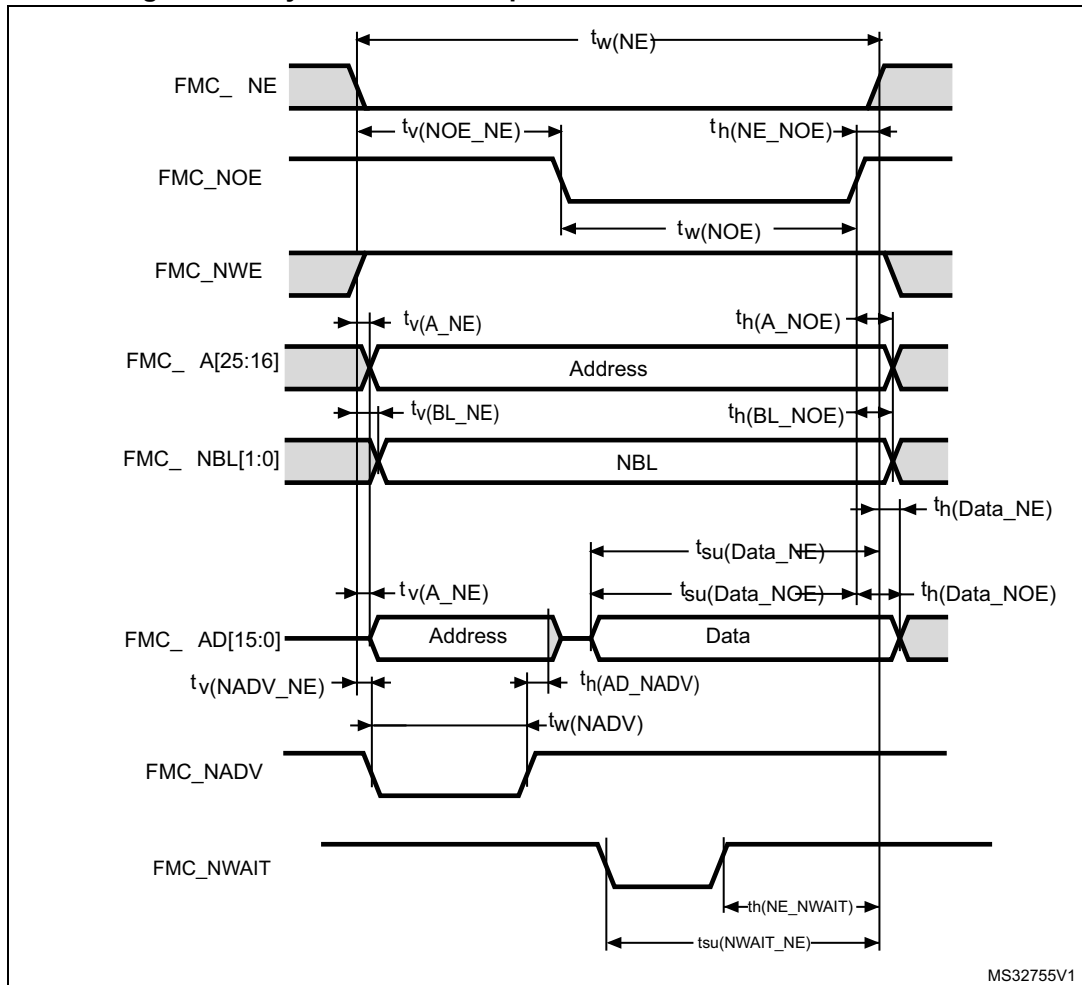 tw(NE)
FMC_ NE
tv(NOE_NE)
th(NE_NOE)
FMC_NOE
tw(NOE)
FMC_NWE
tv(A_NE)
th(A_NOE)
FMC_ A[25:16]
Address
tv(BL_NE)
th(BL_NOE)
FMC_ NBL[1:0]
NBL
th(Data_NE)
tsu(Data_NE)
tv(A_NE)
tsu(Data_NOE)
th(Data_NOE)
FMC_ AD[15:0]
Address
Data
tv(NADV_NE)
th(AD_NADV)
tw(NADV)
FMC_NADV
FMC_NWAIT
th(NE_NWAIT)
tsu(NWAIT_NE)
MS32755V1